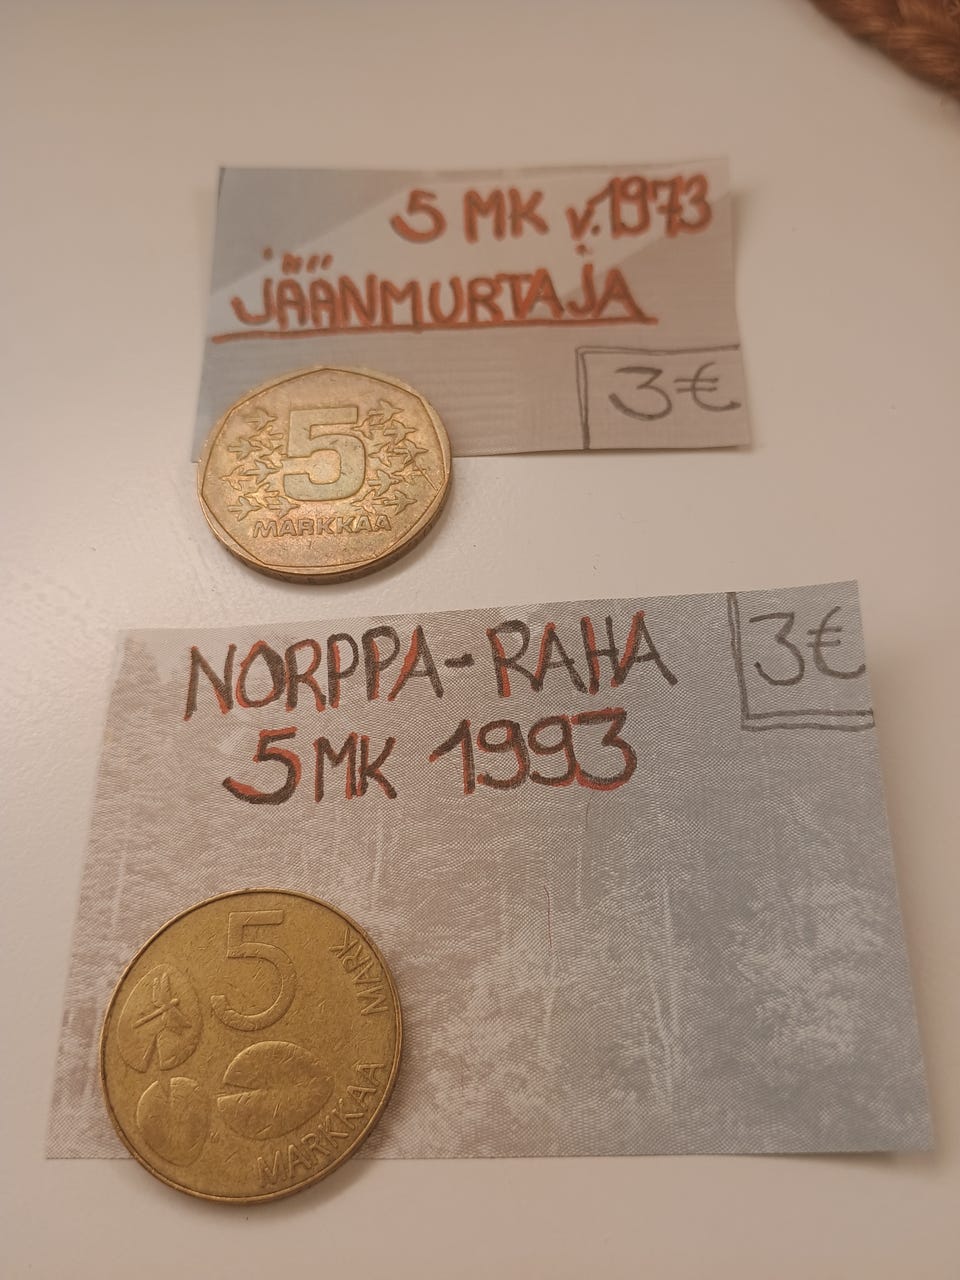 5 MK v.1973
JÄÄNMURTAJA
3€
5
MARKKAA
NORPPA-RAHA
3€
5 MK 1993
5
MARK
MARKKAA